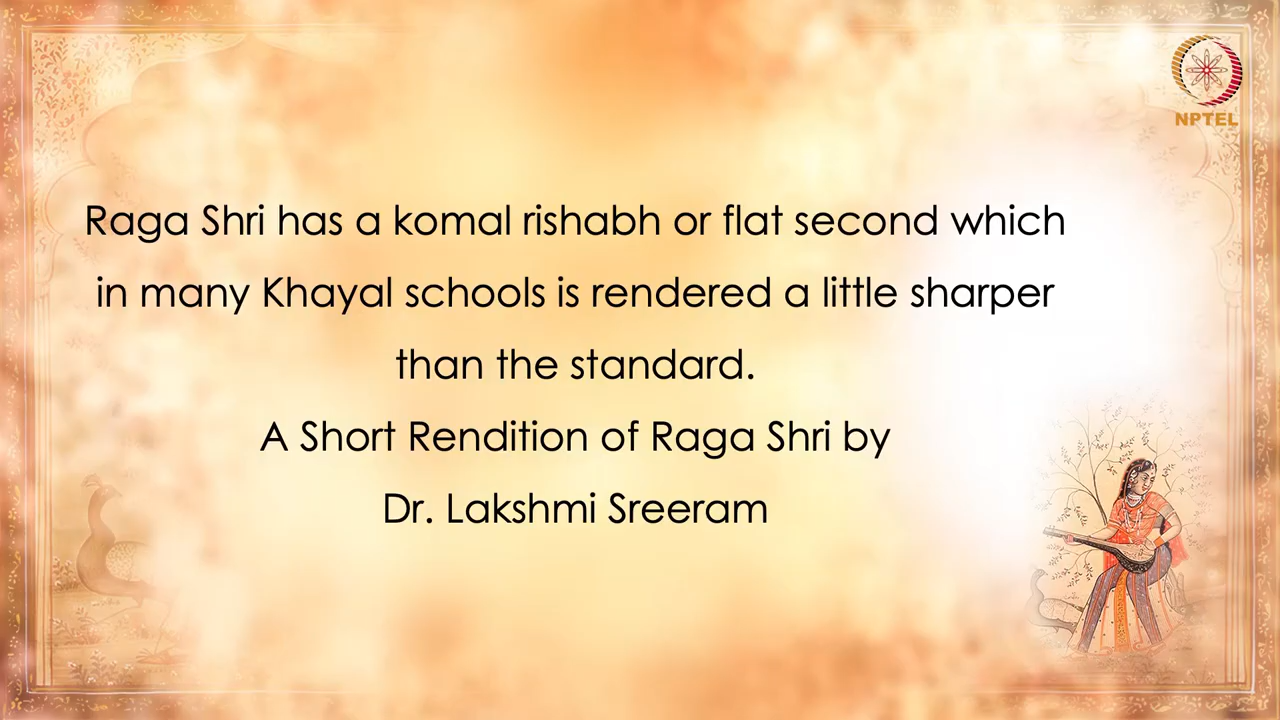 NPTEL
Raga Shri has a komal rishabh or flat second which
in many Khayal schools is rendered a little sharper
than the standard.
A Short Rendition of Raga Shri by
Dr. Lakshmi Sreeram